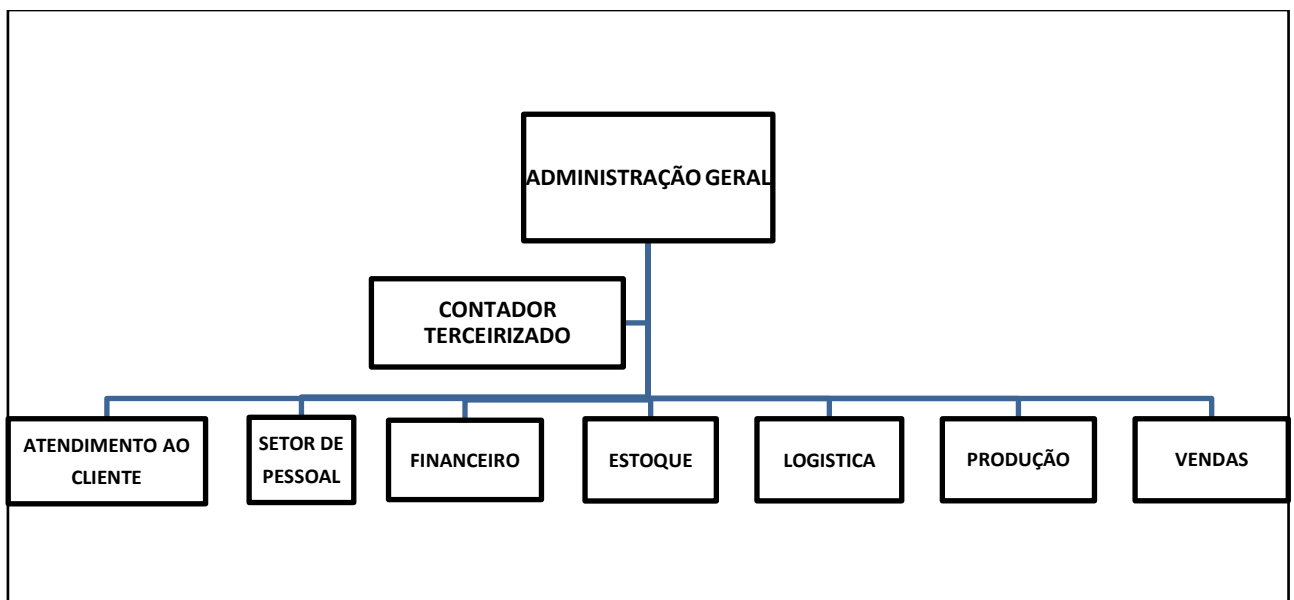 ADMINISTRAÇÃO GERAL
CONTADOR
TERCEIRIZADO
ATENDIMENTO AO
CLIENTE
SETOR DE
PESSOAL
FINANCEIRO
ESTOQUE
LOGISTICA
PRODUÇÃO
VENDAS